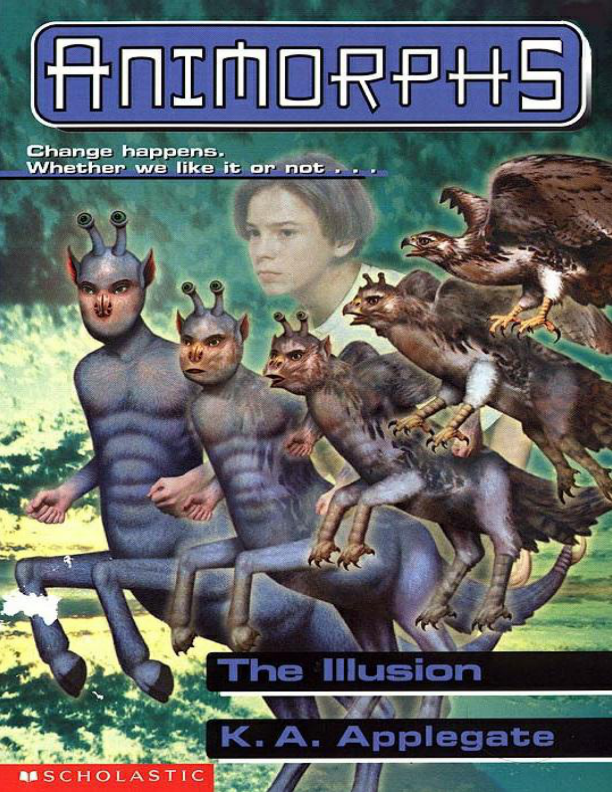 ANIMORPHS
Change happens.
Whether we like it or not . . .
The Illusion
K. A. Applegate
SCHOLASTIC